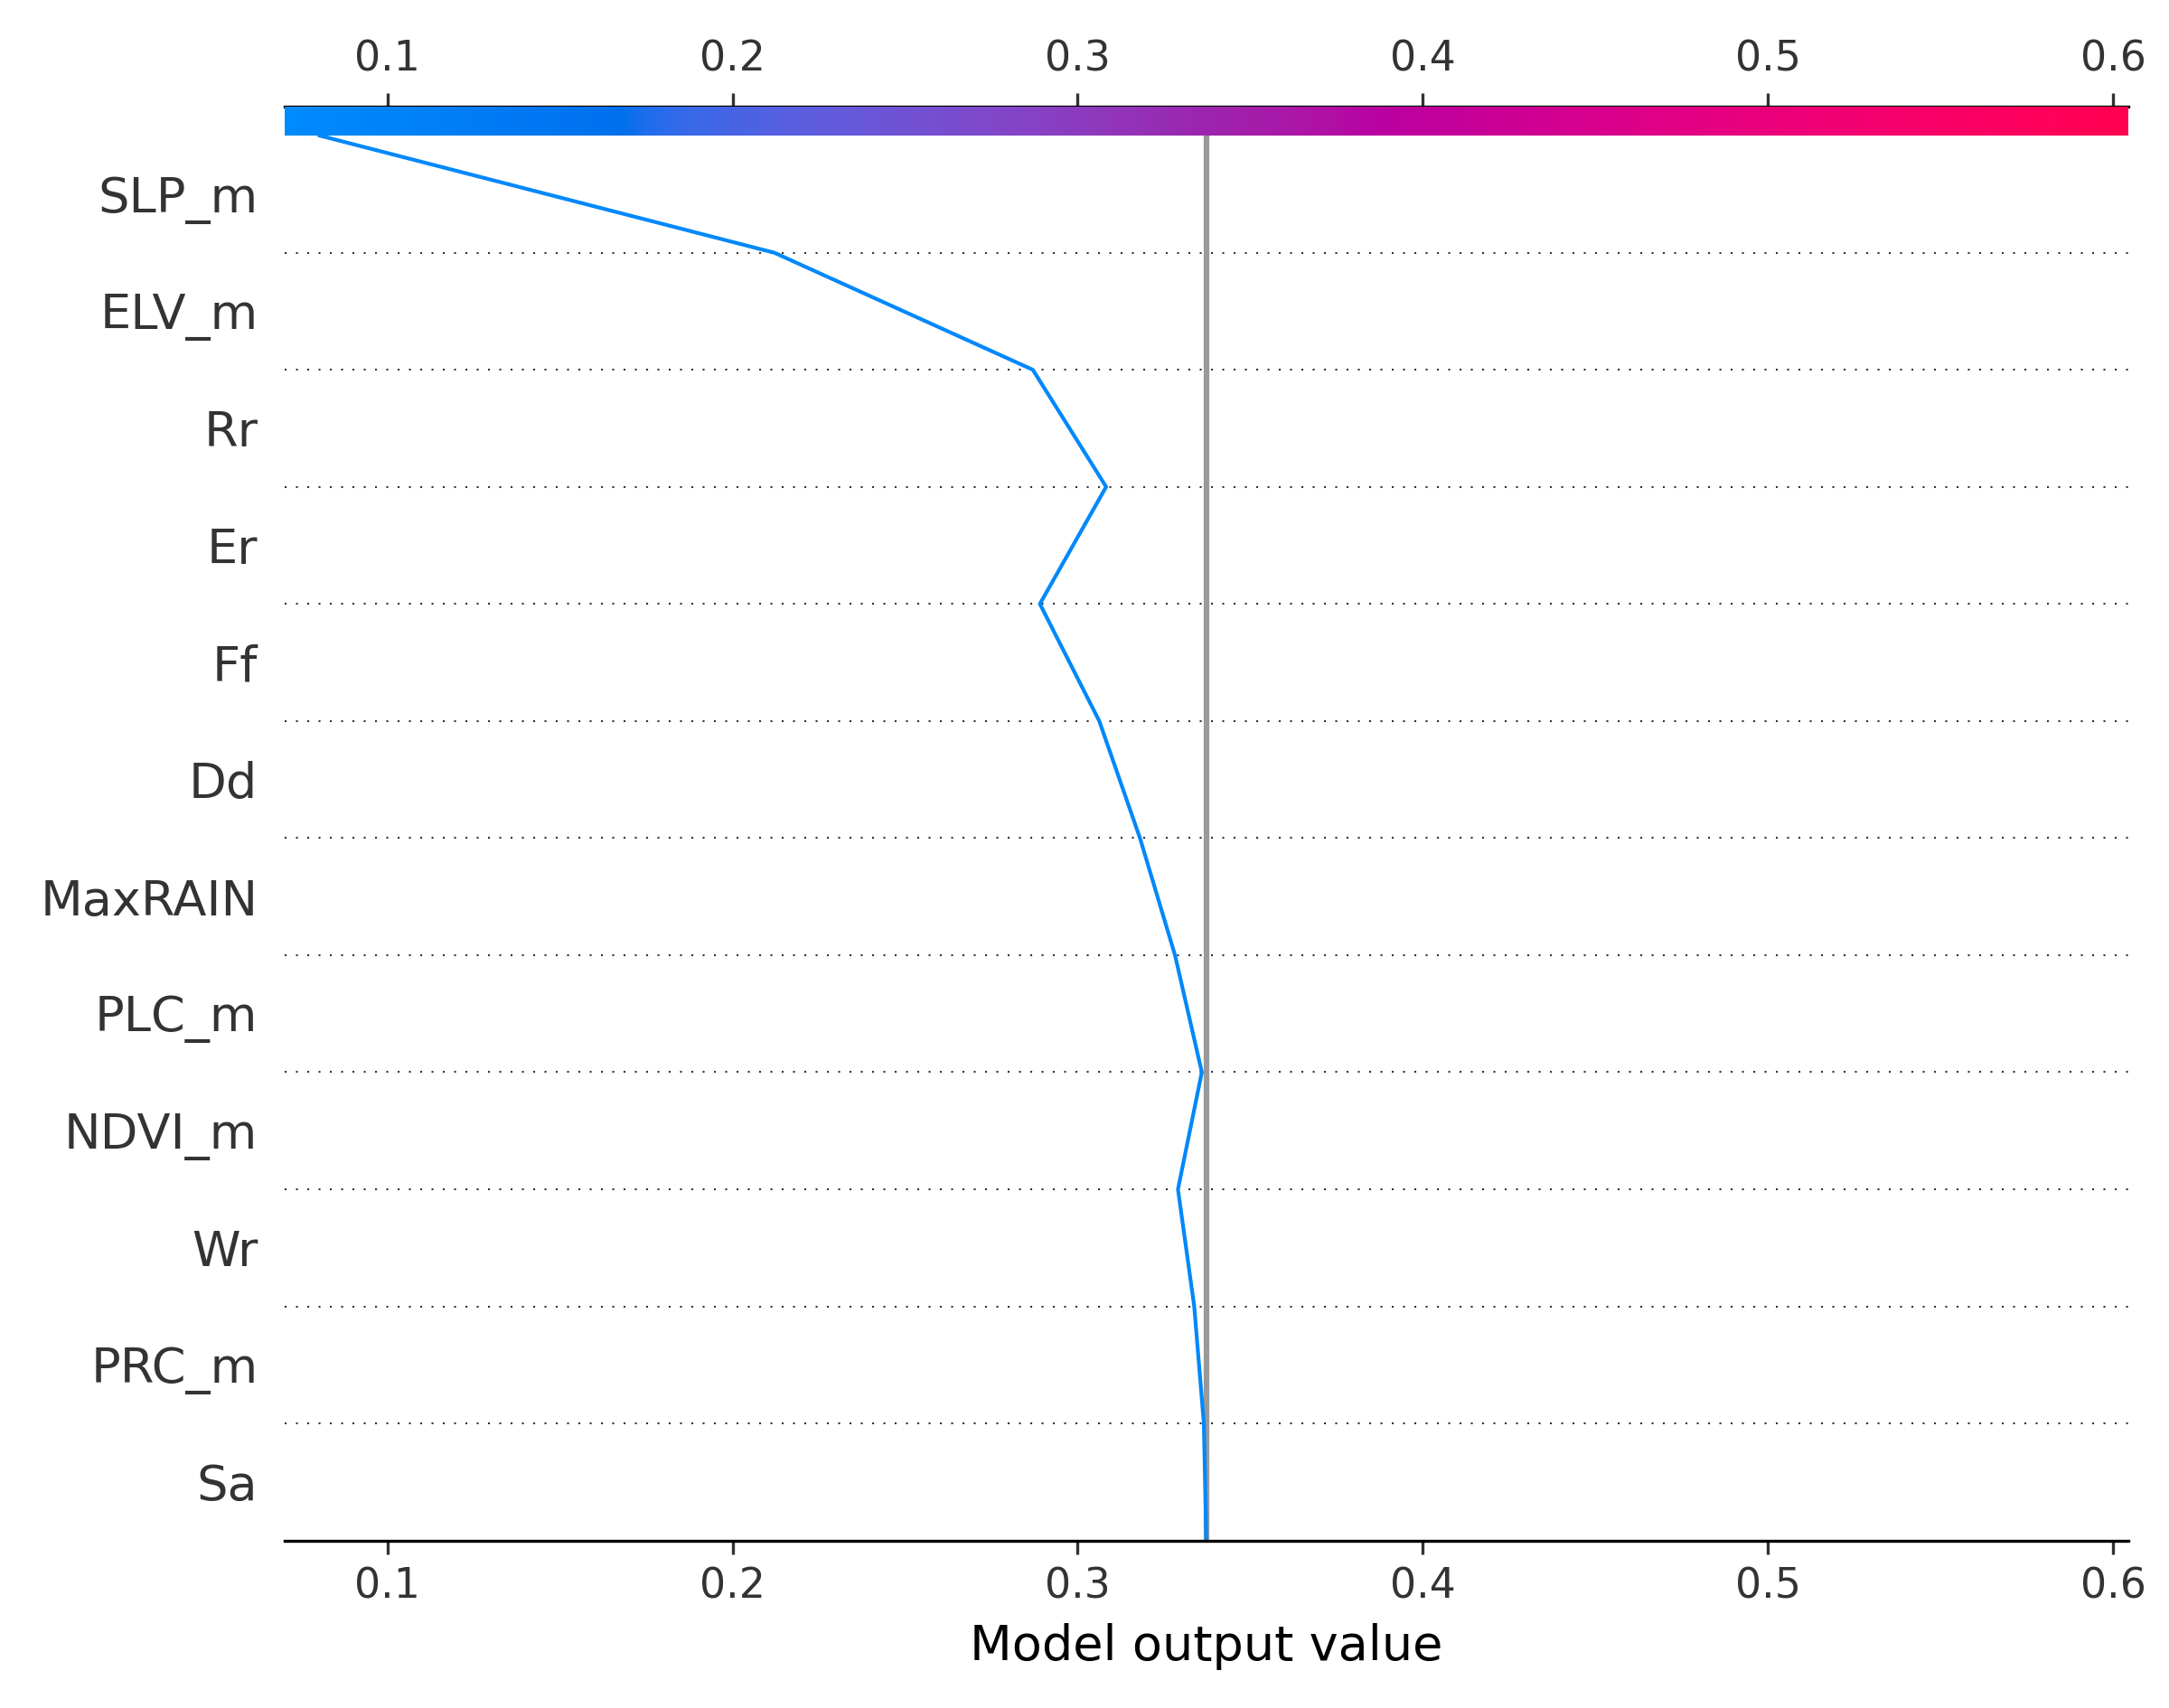 0.1 0.2 0.3 0.4 0.5 0.6
SLP_m
ELV_m
Rr
Er
Ff
Dd
MaxRAIN
PLC_m
NDVI_m
Wr
PRC_m
Sa
0.1 0.2 0.3 0.4 0.5 0.6
Model output value